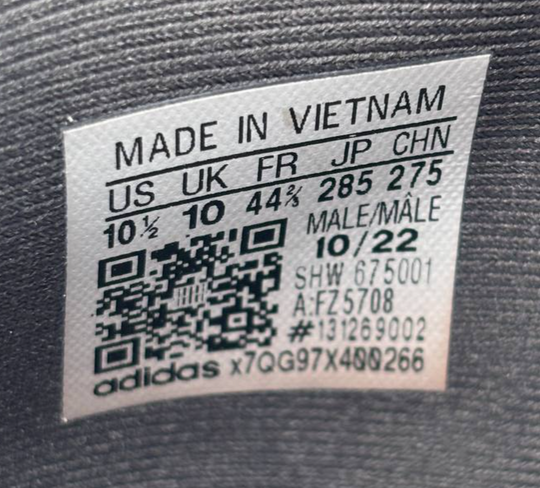 MADE IN VIETNAM
US UK FR JP CHN
10½ 10 44⅔ 285 275
MALE/MÂLE
10/22
SHW 675001
A:FZ5708
#131269002
adidas x7QG97X400266